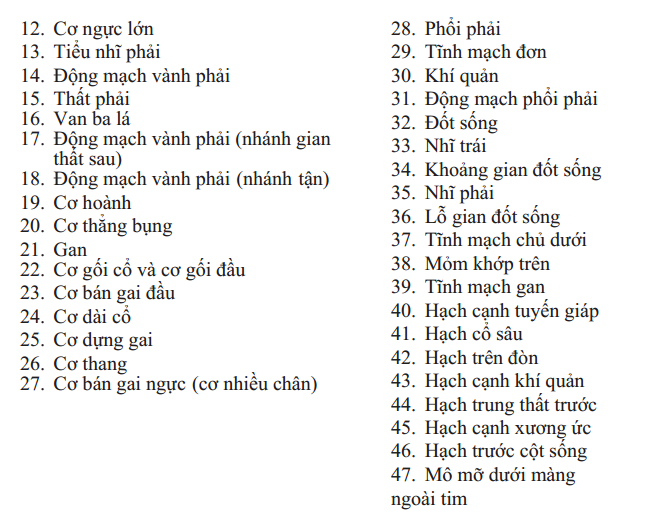 12. Cơ ngực lớn
13. Tiểu nhĩ phải
14. Động mạch vành phải
15. Thất phải
16. Van ba lá
17. Động mạch vành phải (nhánh gian
thất sau)
18. Động mạch vành phải (nhánh tận)
19. Cơ hoành
20. Cơ thẳng bụng
21. Gan
22. Cơ gối cổ và cơ gối đầu
23. Cơ bán gai đầu
24. Cơ dài cổ
25. Cơ dựng gai
26. Cơ thang
27. Cơ bán gai ngực (cơ nhiều chân)
28. Phổi phải
29. Tĩnh mạch đơn
30. Khí quản
31. Động mạch phổi phải
32. Đốt sống
33. Nhĩ trái
34. Khoảng gian đốt sống
35. Nhĩ phải
36. Lỗ gian đốt sống
37. Tĩnh mạch chủ dưới
38. Mỏm khớp trên
39. Tĩnh mạch gan
40. Hạch cạnh tuyến giáp
41. Hạch cổ sâu
42. Hạch trên đòn
43. Hạch cạnh khí quản
44. Hạch trung thất trước
45. Hạch cạnh xương ức
46. Hạch trước cột sống
47. Mô mỡ dưới màng
ngoài tim